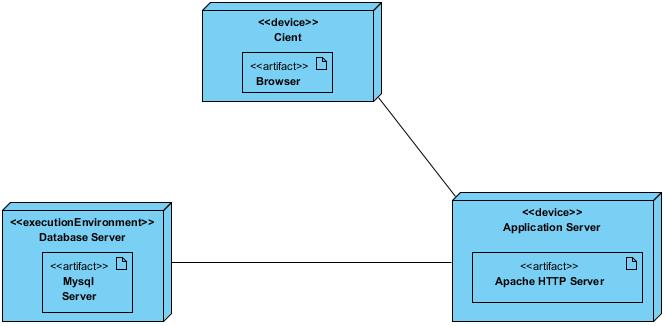 <<device>>
Cient
<<artifact>>
Browser
<<executionEnvironment>>
Database Server
<<artifact>>
Mysql
Server
<<device>>
Application Server
<<artifact>>
Apache HTTP Server